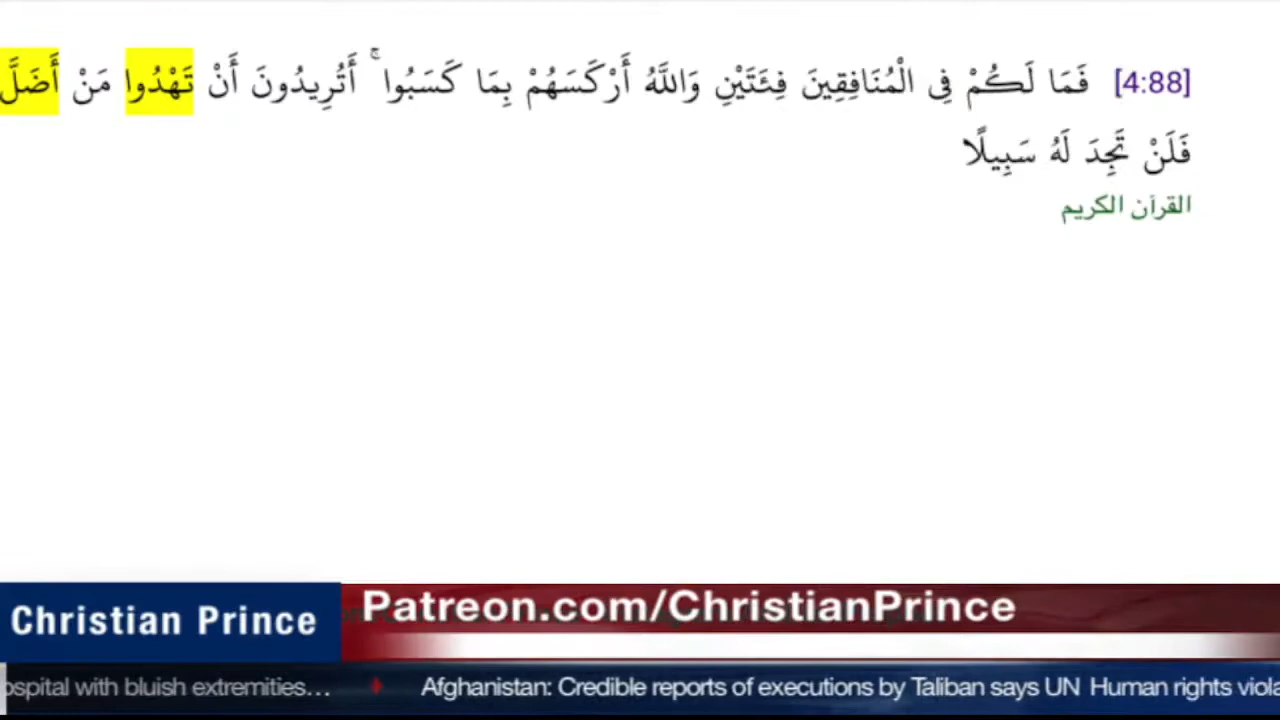 [4:88] فَمَا لَكُمْ فِي الْمُنَافِقِينَ فِئَتَيْنِ وَاللَّهُ أَرْكَسَهُمْ بِمَا كَسَبُوا ۚ أَتُرِيدُونَ أَنْ تَهْدُوا مَنْ أَضَلَّ
فَلَنْ تَجِدَ لَهُ سَبِيلًا
القرآن الكريم
Patreon.com/ChristianPrince
Christian Prince
ospital with bluish extremities... Afghanistan: Credible reports of executions by Taliban says UN Human rights viola